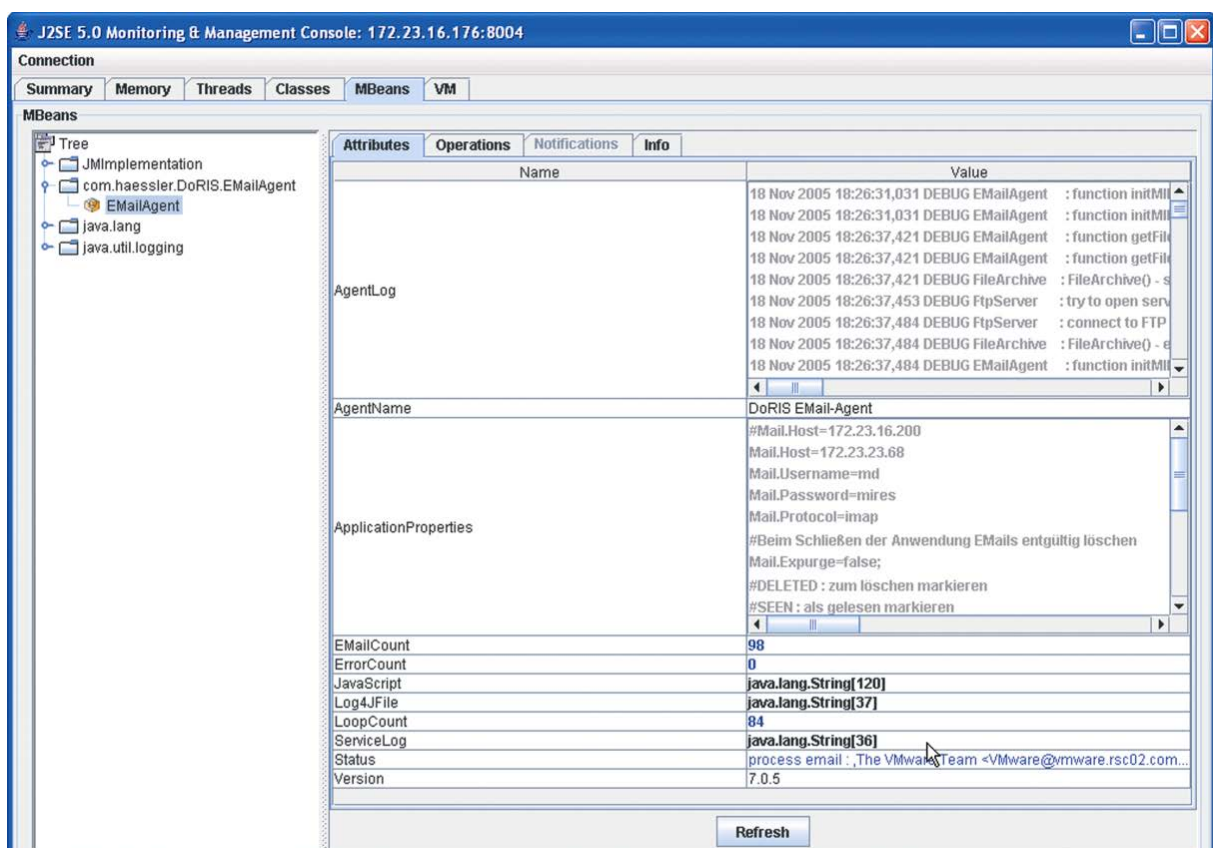 J2SE 5.0 Monitoring & Management Console: 172.23.16.176:8004
Connection
Summary Memory Threads Classes MBeans VM
MBeans
Tree
JMImplementation
com.haessler.DoRIS.EMailAgent
EMailAgent
java.lang
java.util.logging
Attributes Operations Notifications Info
Name Value
AgentLog
18 Nov 2005 18:26:31,031 DEBUG EMailAgent : function initMI
18 Nov 2005 18:26:31,031 DEBUG EMailAgent : function initMI
18 Nov 2005 18:26:37,421 DEBUG EMailAgent : function getFil
18 Nov 2005 18:26:37,421 DEBUG EMailAgent : function getFil
18 Nov 2005 18:26:37,421 DEBUG FileArchive : FileArchive() - s
18 Nov 2005 18:26:37,453 DEBUG FtpServer : try to open serv
18 Nov 2005 18:26:37,484 DEBUG FtpServer : connect to FTP
18 Nov 2005 18:26:37,484 DEBUG FileArchive : FileArchive() - e
18 Nov 2005 18:26:37,484 DEBUG EMailAgent : function initMI
AgentName DoRIS EMail-Agent
ApplicationProperties
#Mail.Host=172.23.16.200
Mail.Host=172.23.23.68
Mail.Username=md
Mail.Password=mires
Mail.Protocol=imap
#Beim Schließen der Anwendung EMails entgültig löschen
Mail.Expurge=false;
#DELETED : zum löschen markieren
#SEEN : als gelesen markieren
EMailCount 98
ErrorCount 0
JavaScript java.lang.String[120]
Log4JFile java.lang.String[37]
LoopCount 84
ServiceLog java.lang.String[36]
Status process email : ,The VMware Team <VMware@vmware.rsc02.com...
Version 7.0.5
Refresh